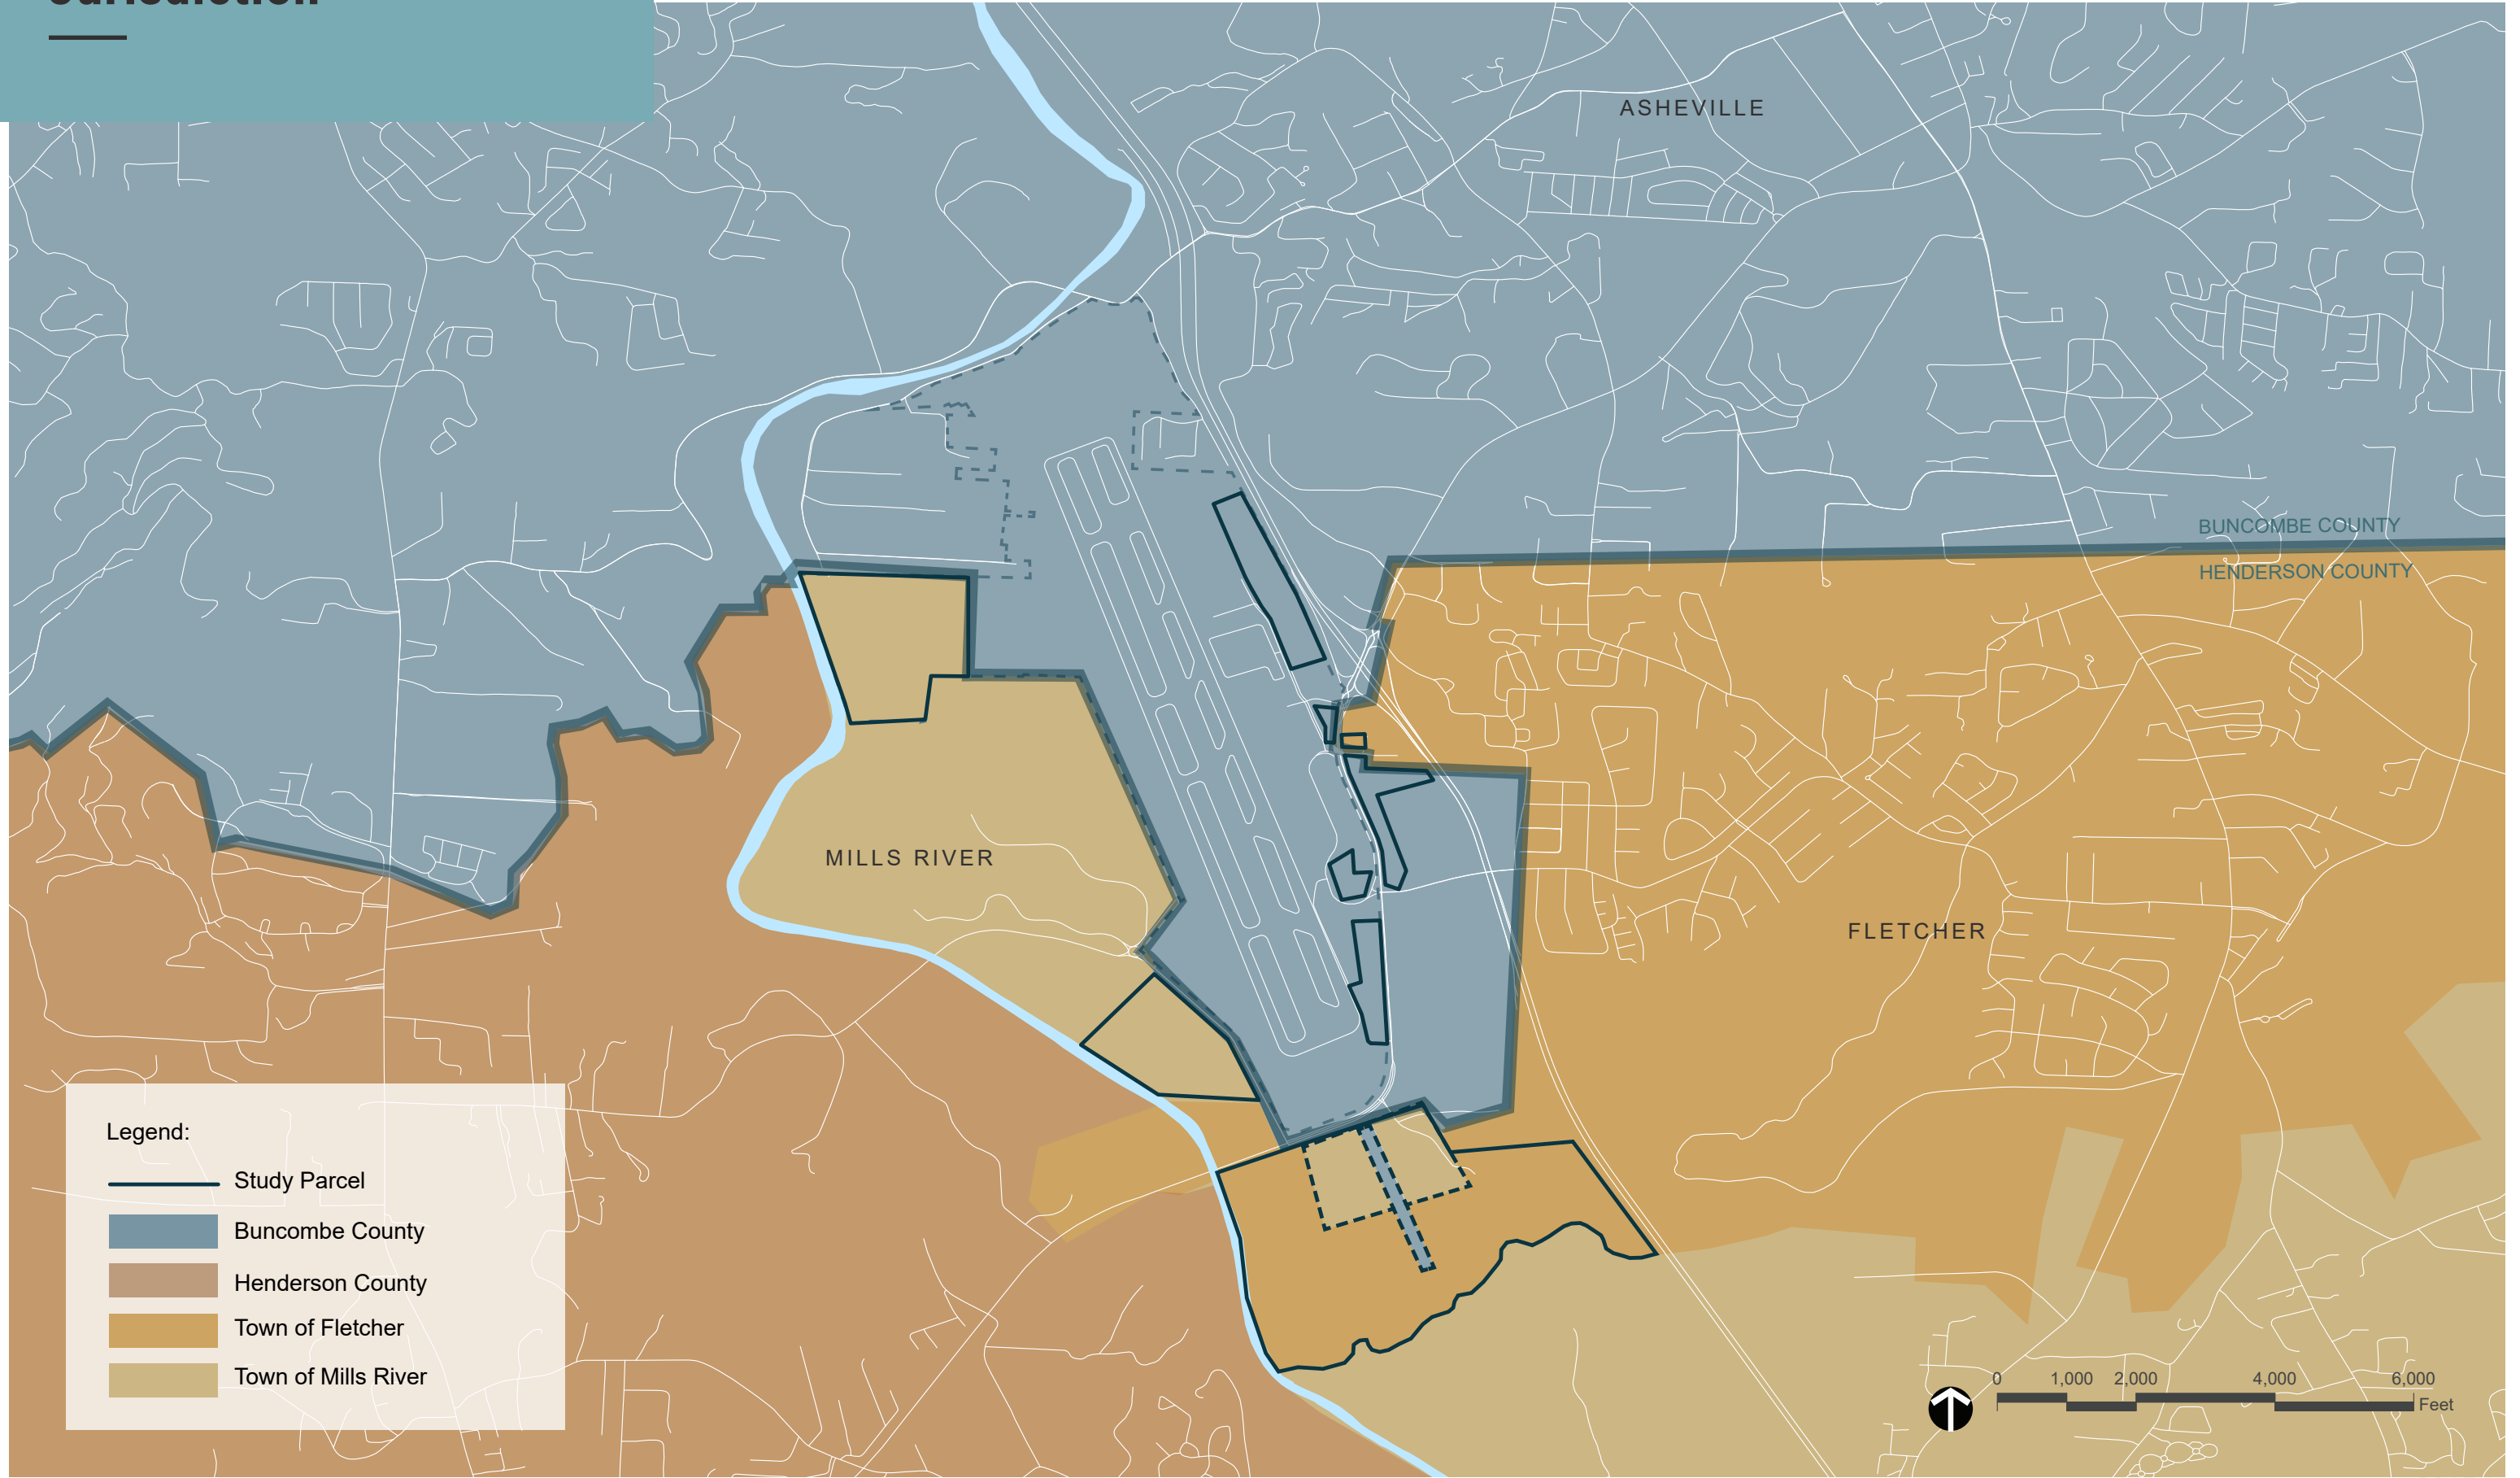 ASHEVILLE
BUNCOMBE COUNTY
HENDERSON COUNTY
MILLS RIVER
FLETCHER
Legend:
Study Parcel
Buncombe County
Henderson County
Town of Fletcher
Town of Mills River
0 1,000 2,000 4,000 6,000
Feet